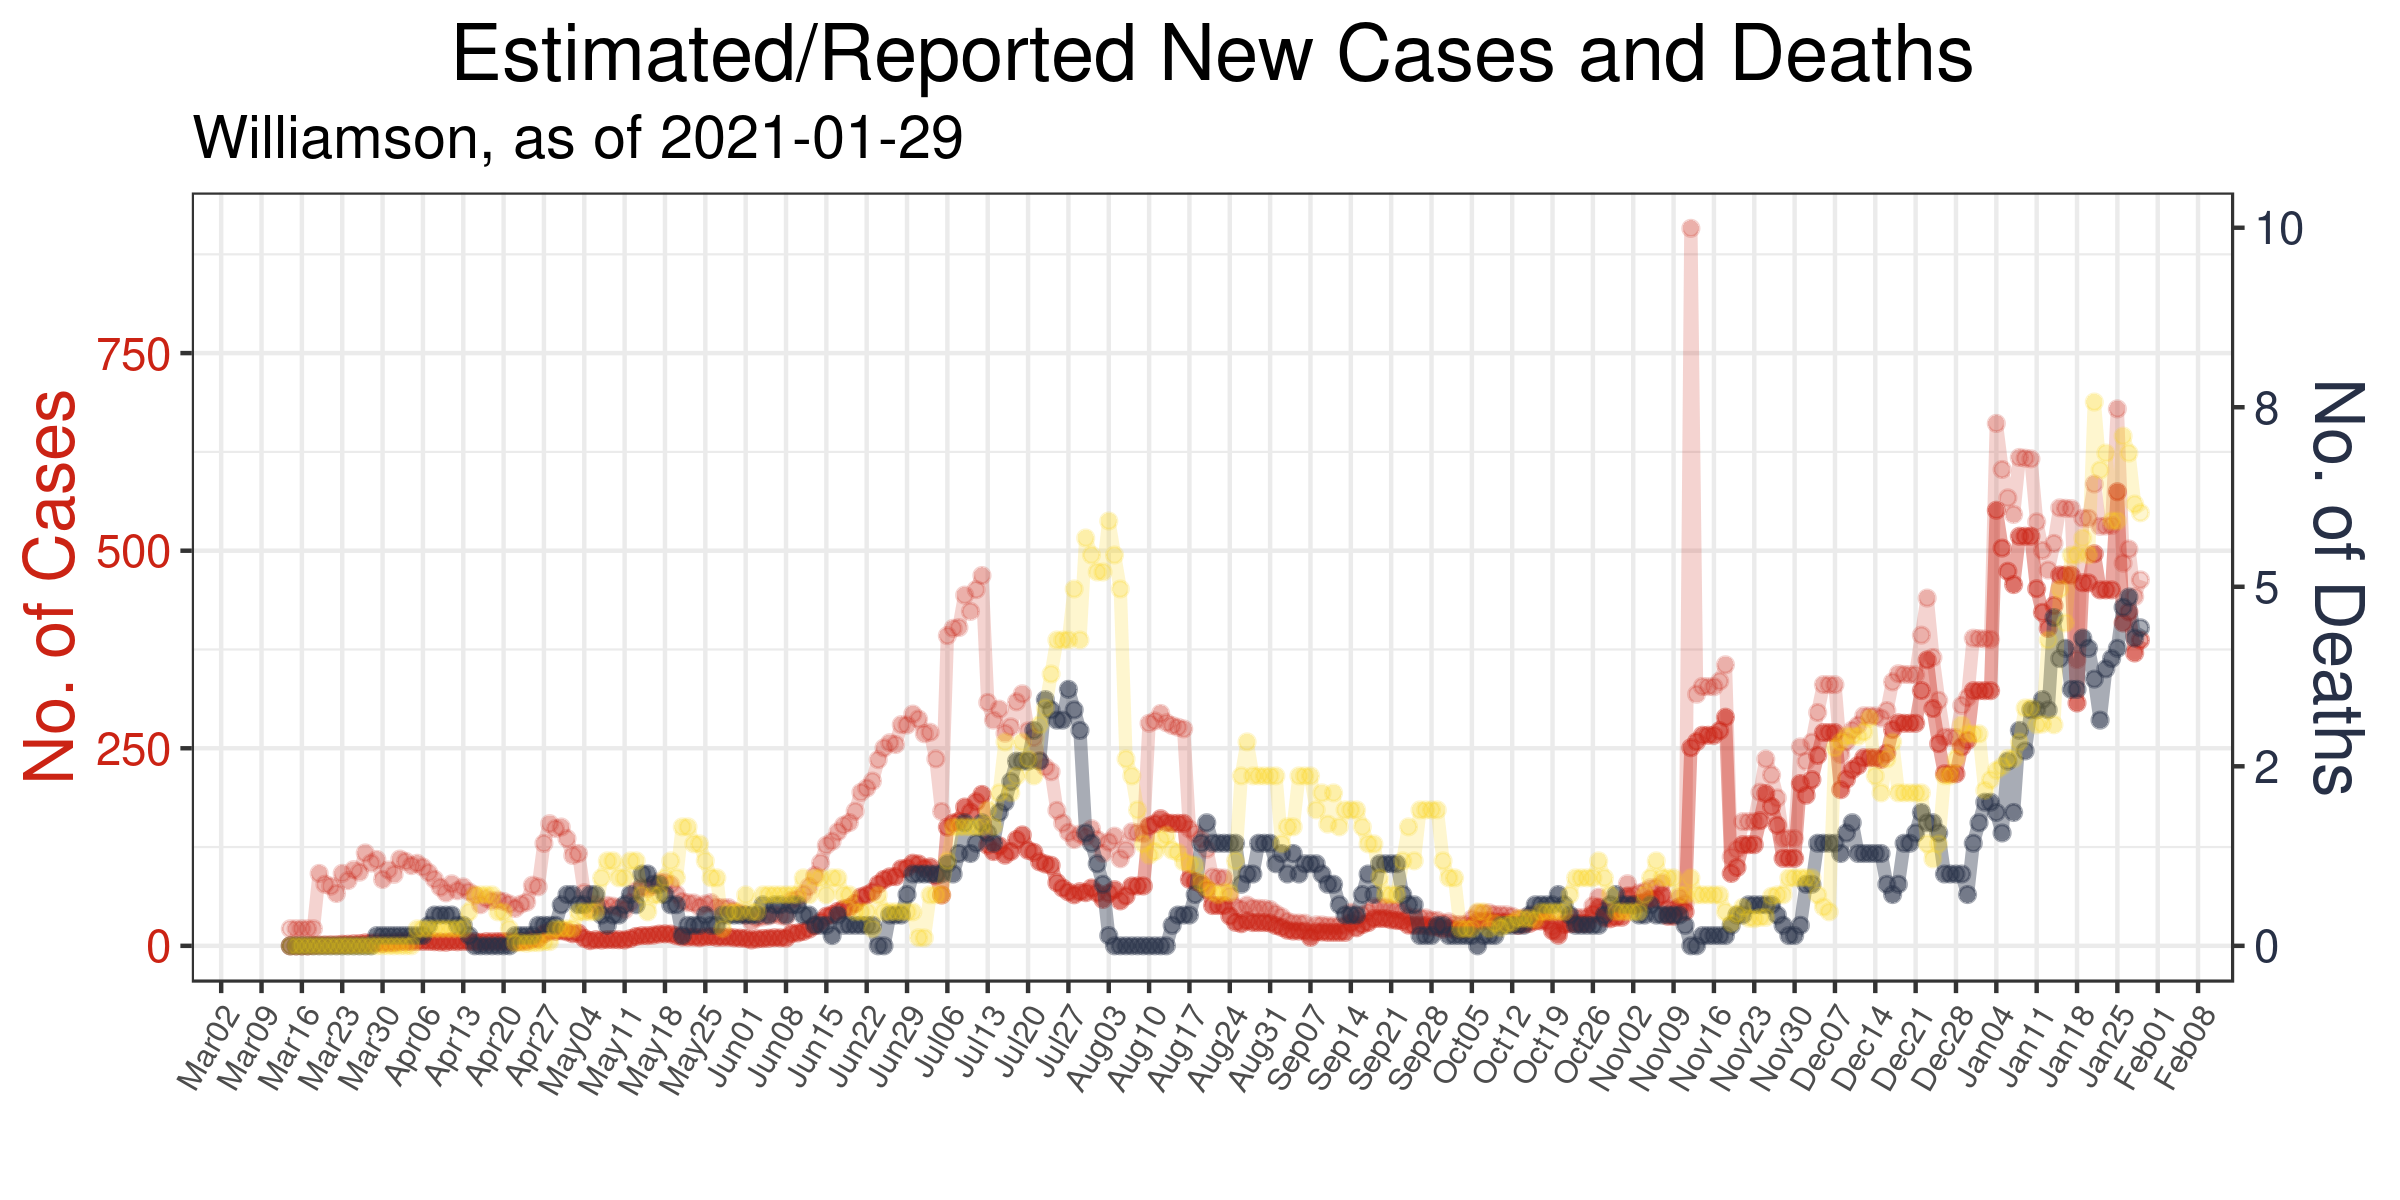 Estimated/Reported New Cases and Deaths
Williamson, as of 2021-01-29
No. of Cases
750
500
250
0
10
8
5
2
0
No. of Deaths
Mar02 Mar09 Mar16 Mar23 Mar30 Apr06 Apr13 Apr20 Apr27 May04 May11 May18 May25 Jun01 Jun08 Jun15 Jun22 Jun29 Jul06 Jul13 Jul20 Jul27 Aug03 Aug10 Aug17 Aug24 Aug31 Sep07 Sep14 Sep21 Sep28 Oct05 Oct12 Oct19 Oct26 Nov02 Nov09 Nov16 Nov23 Nov30 Dec07 Dec14 Dec21 Dec28 Jan04 Jan11 Jan18 Jan25 Feb01 Feb08